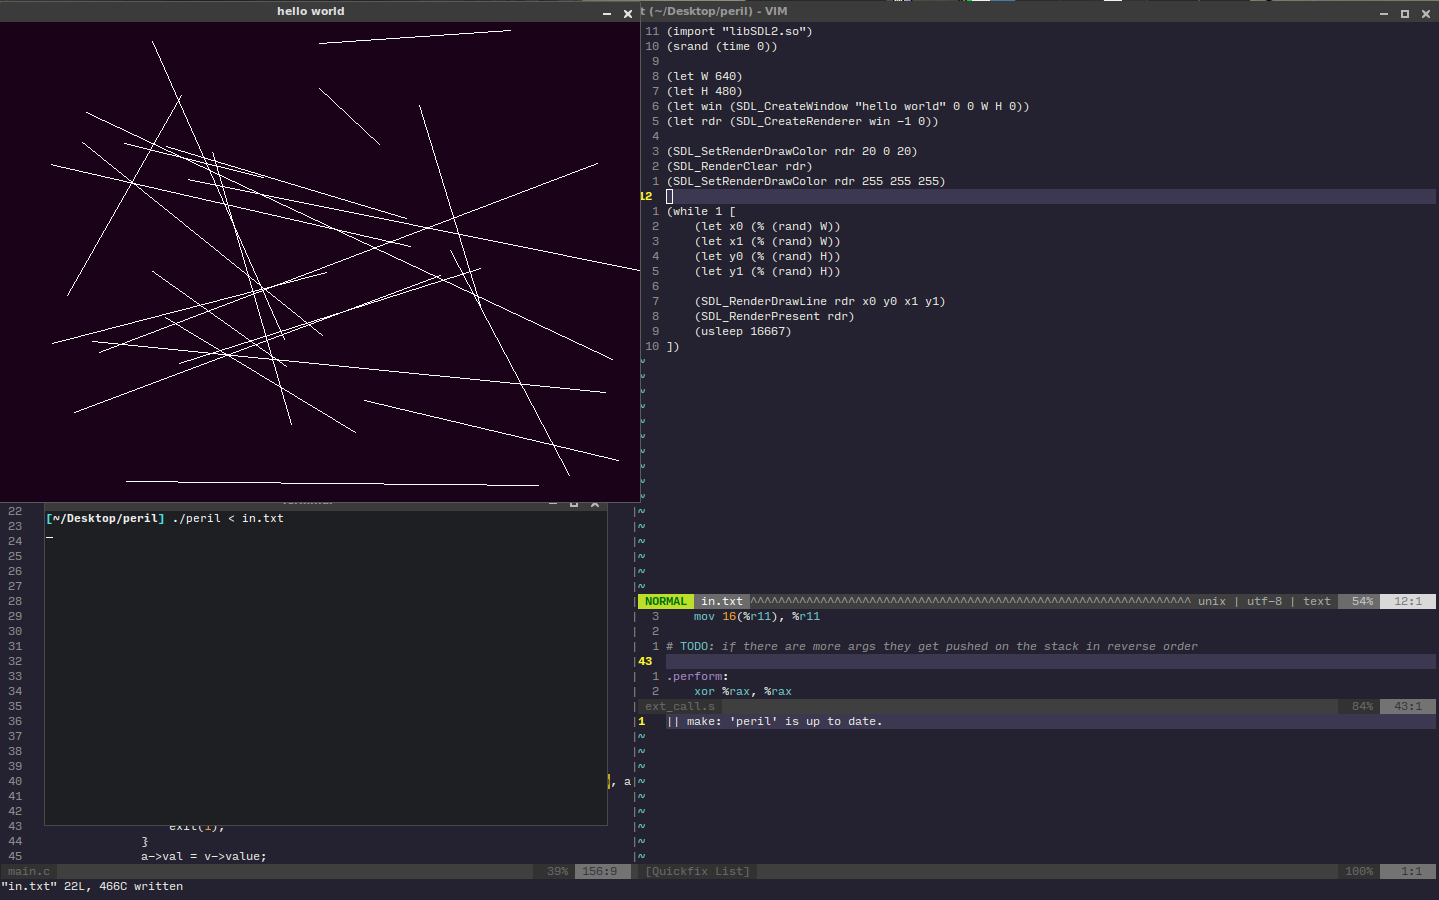 hello world
t (~/Desktop/peril) - VIM
11 (import "libSDL2.so")
10 (srand (time 0))
9
8 (let W 640)
7 (let H 480)
6 (let win (SDL_CreateWindow "hello world" 0 0 W H 0))
5 (let rdr (SDL_CreateRenderer win -1 0))
4
3 (SDL_SetRenderDrawColor rdr 20 0 20)
2 (SDL_RenderClear rdr)
1 (SDL_SetRenderDrawColor rdr 255 255 255)
12
1 (while 1 [
2     (let x0 (% (rand) W))
3     (let x1 (% (rand) W))
4     (let y0 (% (rand) H))
5     (let y1 (% (rand) H))
6
7     (SDL_RenderDrawLine rdr x0 y0 x1 y1)
8     (SDL_RenderPresent rdr)
9     (usleep 16667)
10 ])
~
~
~
~
~
~
~
~
~
~
|~
|~
|~
|~
|~
|~
NORMAL in.txt ^^^^^^^^^^^^^^^^^^^^^^^^^^^^^^^^^^^^^^^^^^^^^^^^^^^^^^^^^^^^^^^ unix | utf-8 | text 54% 12:1
| 3     mov 16(%r11), %r11
| 2
| 1 # TODO: if there are more args they get pushed on the stack in reverse order
|43
| 1 .perform:
| 2     xor %rax, %rax
| ext_call.s 84% 43:1
|1 || make: 'peril' is up to date.
|~
|~
|~
|~
|~
|~
|~
|~
|~
[Quickfix List] 100% 1:1
[~/Desktop/peril] ./peril < in.txt
22
23
24
25
26
27
28
29
30
31
32
33
34
35
36
37
38
39
40 , a
41
42
43 exit(1);
44 }
45 a->val = v->value;
main.c 39% 156:9
"in.txt" 22L, 466C written